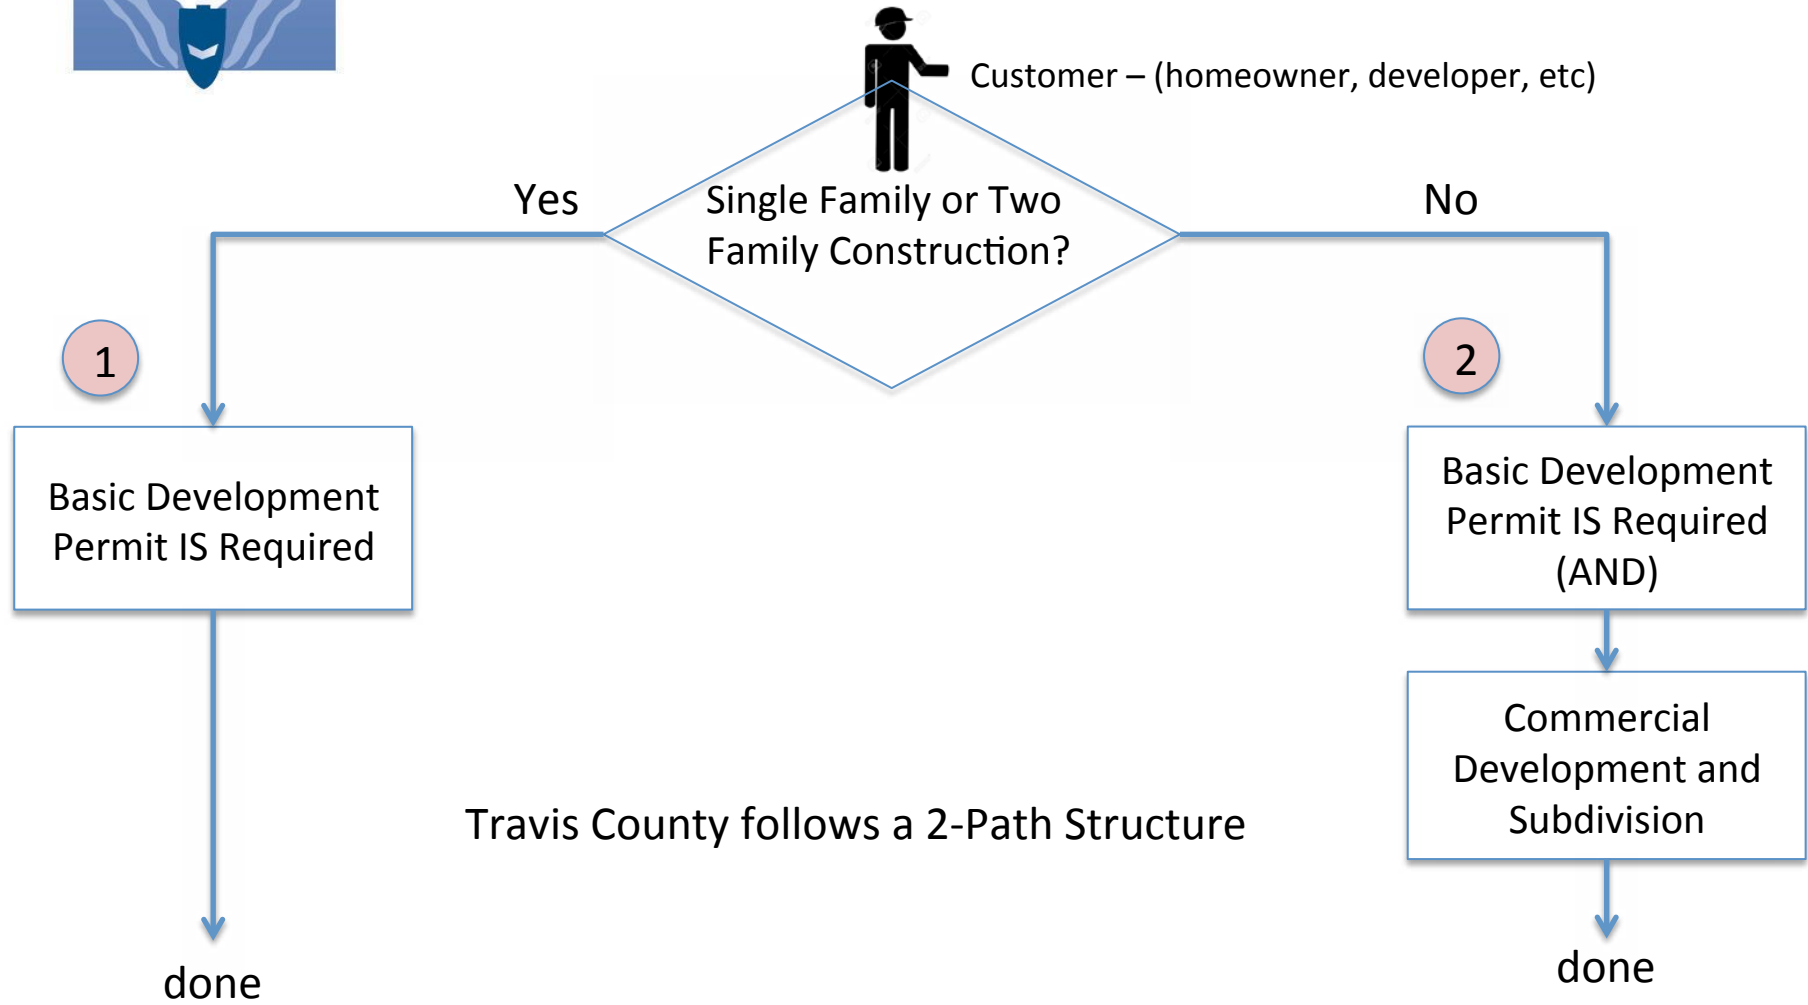 Customer – (homeowner, developer, etc)
Yes
Single Family or Two
Family Construction?
No
1
2
Basic Development
Permit IS Required
Basic Development
Permit IS Required
(AND)
Commercial
Development and
Subdivision
Travis County follows a 2-Path Structure
done
done